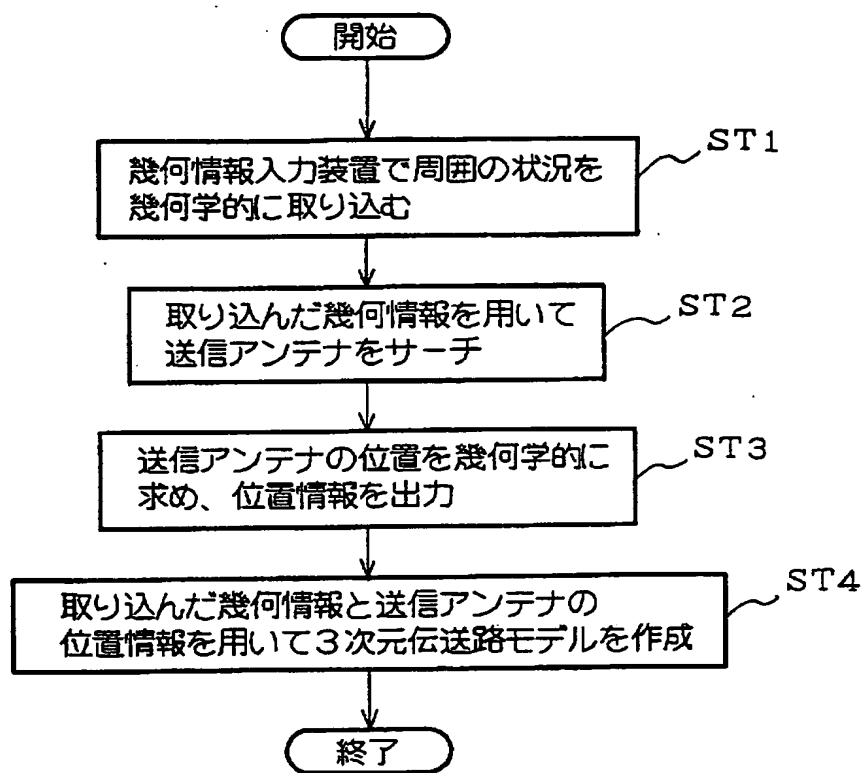 開始
ST1
幾何情報入力装置で周囲の状況を
幾何学的に取り込む
ST2
取り込んだ幾何情報を用いて
送信アンテナをサーチ
ST3
送信アンテナの位置を幾何学的に
求め、位置情報を出力
ST4
取り込んだ幾何情報と送信アンテナの
位置情報を用いて3次元伝送路モデルを作成
終了